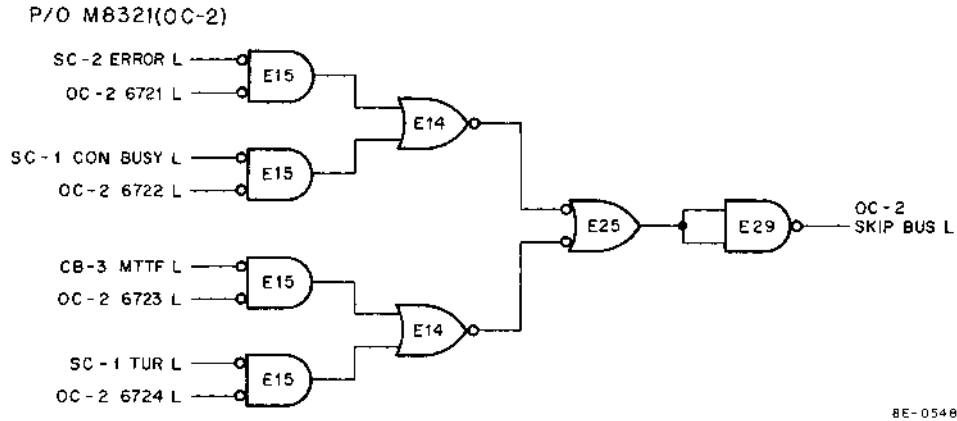 P/O M8321(OC-2)
SC-2 ERROR L
OC-2 6721 L
E15
E14
SC-1 CON BUSY L
OC-2 6722 L
E15
E25
E29
OC-2
SKIP BUS L
CB-3 MTTF L
OC-2 6723 L
E15
E14
SC-1 TUR L
OC-2 6724 L
E15
8E-0548